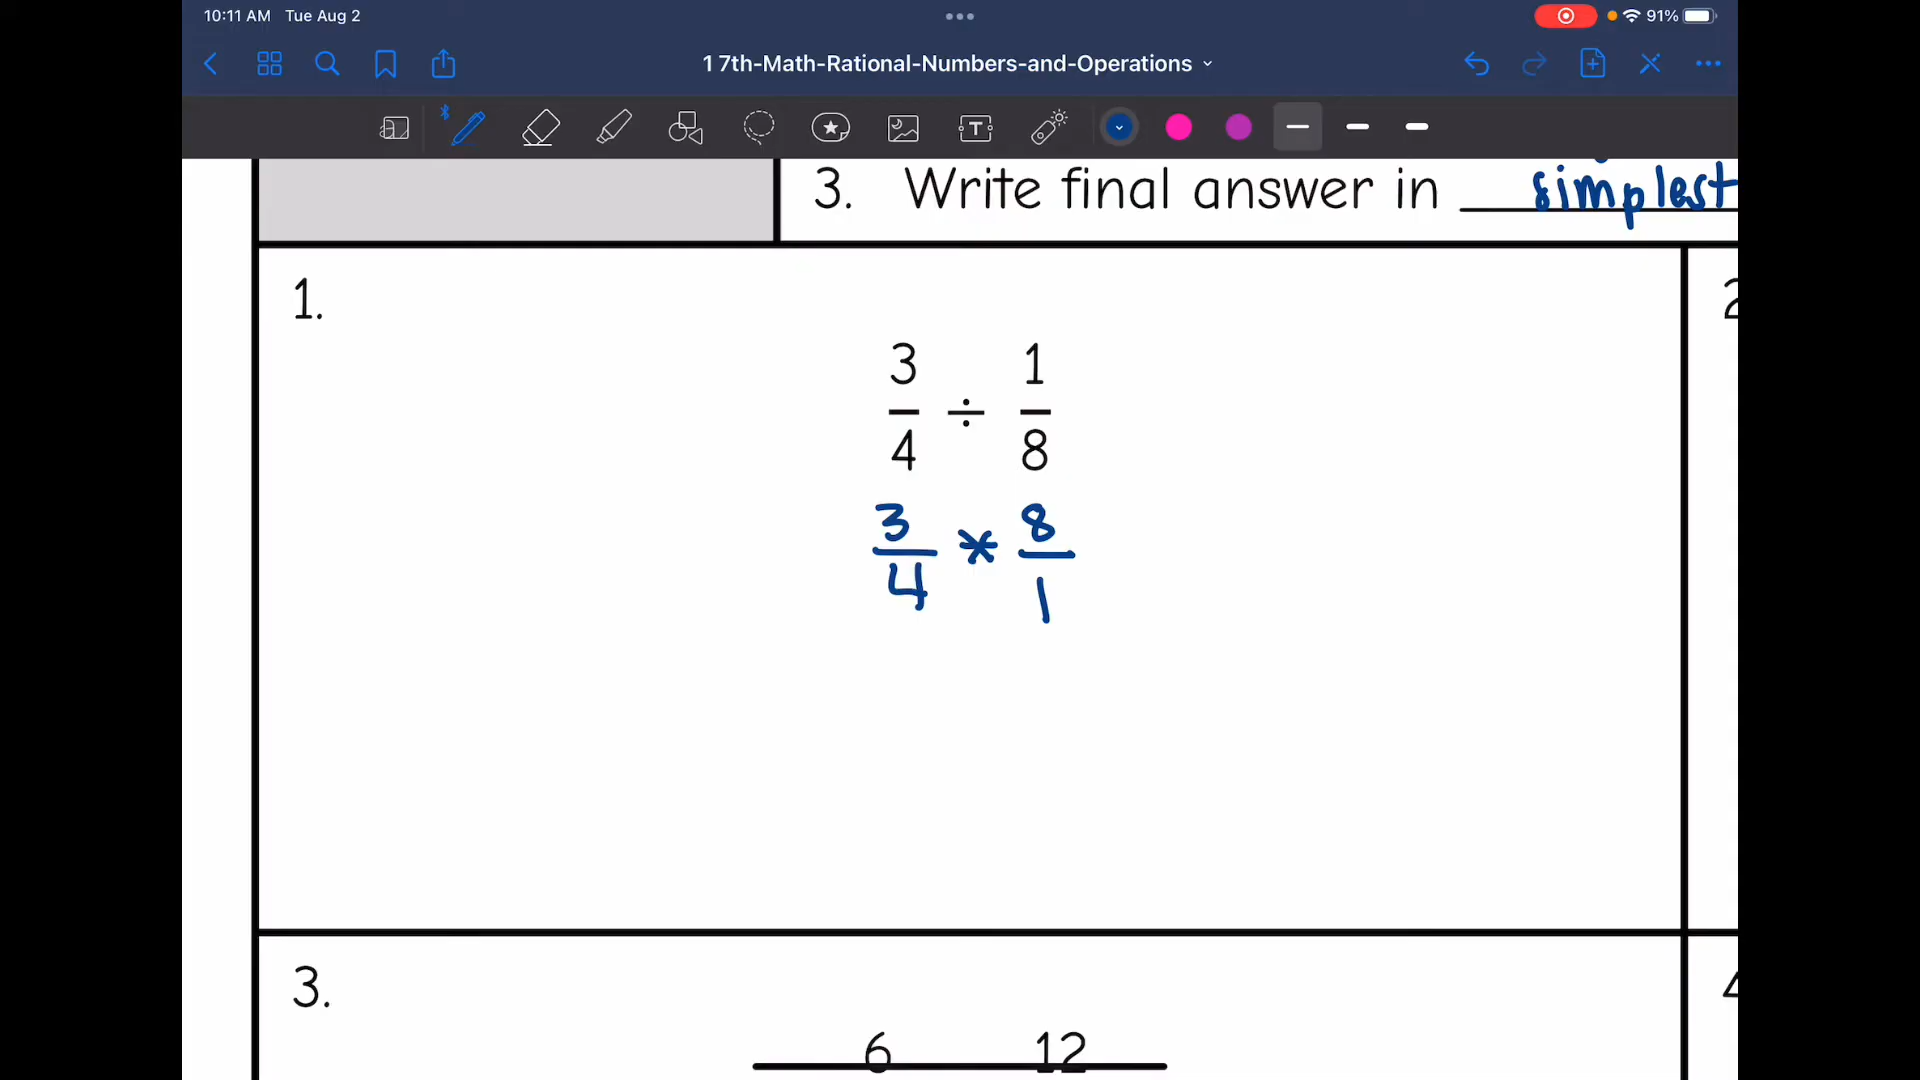 10:11 AM Tue Aug 2
91%
1 7th-Math-Rational-Numbers-and-Operations
3. Write final answer in simplest
1.
3/4 ÷ 1/8
3/4 * 8/1
3.
6 12